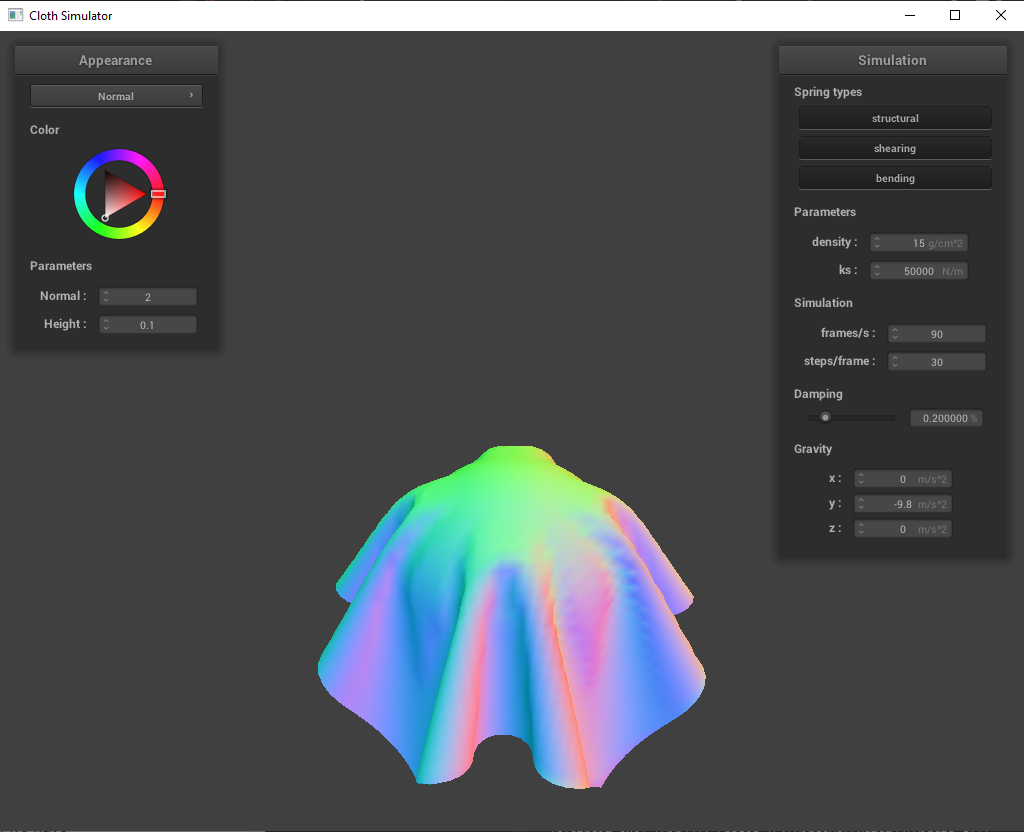 Cloth Simulator
Appearance
Normal
Color
Parameters
Normal : 2
Height : 0.1
Simulation
Spring types
structural
shearing
bending
Parameters
density : 15 g/cm^2
ks : 50000 N/m
Simulation
frames/s : 90
steps/frame : 30
Damping
0.200000 %
Gravity
x : 0 m/s^2
y : -9.8 m/s^2
z : 0 m/s^2